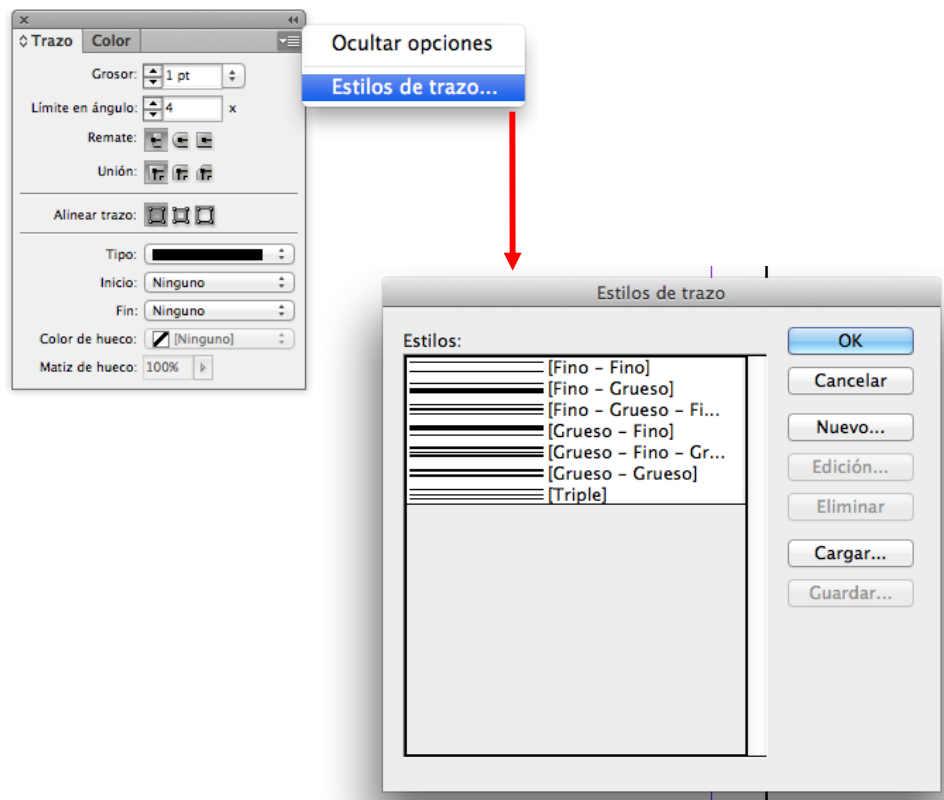 Trazo Color
Grosor: 1 pt
Límite en ángulo: 4 x
Remate:
Unión:
Alinear trazo:
Tipo:
Inicio: Ninguno
Fin: Ninguno
Color de hueco: [Ninguno]
Matiz de hueco: 100%
Ocultar opciones
Estilos de trazo...
Estilos de trazo
Estilos:
[Fino – Fino]
[Fino – Grueso]
[Fino – Grueso – Fi...
[Grueso – Fino]
[Grueso – Fino – Gr...
[Grueso – Grueso]
[Triple]
OK
Cancelar
Nuevo...
Edición...
Eliminar
Cargar...
Guardar...